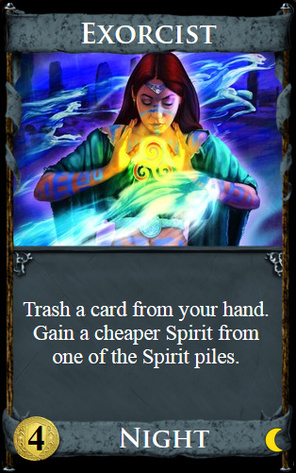 EXORCIST
Trash a card from your hand.
Gain a cheaper Spirit from
one of the Spirit piles.
4
NIGHT